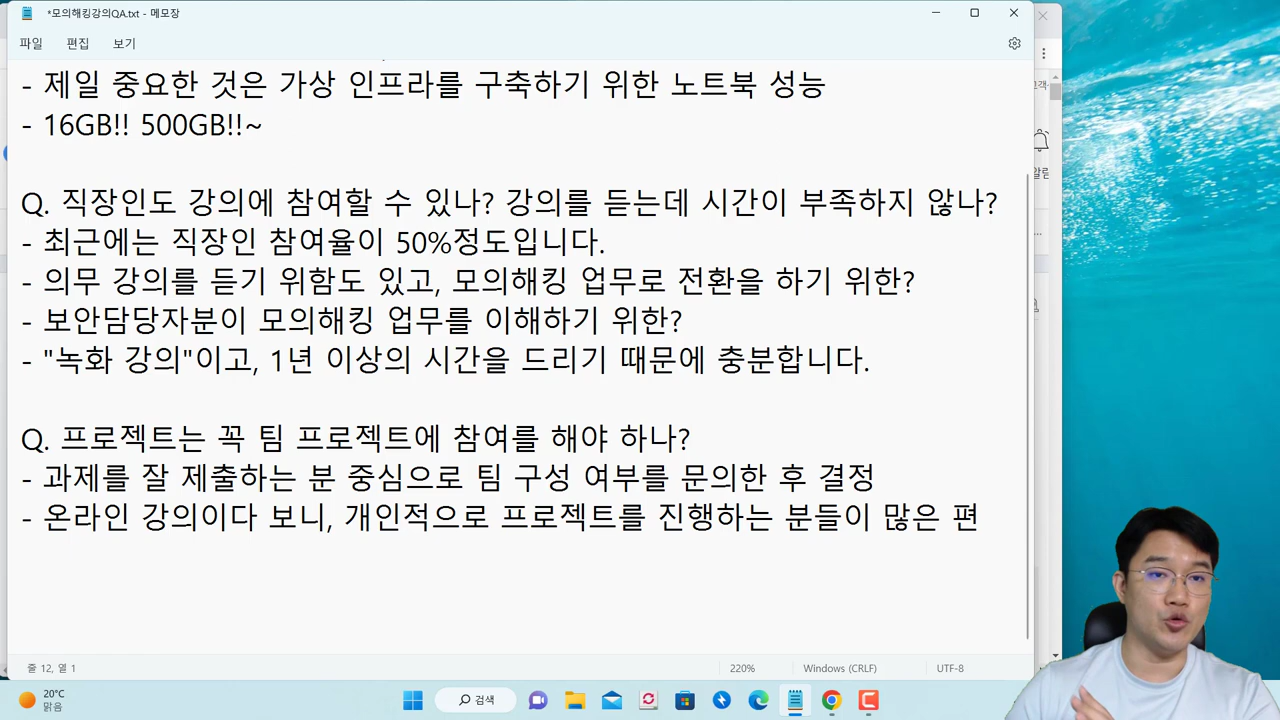 *모의해킹강의QA.txt - 메모장
파일 편집 보기
- 제일 중요한 것은 가상 인프라를 구축하기 위한 노트북 성능
- 16GB!! 500GB!!~
Q. 직장인도 강의에 참여할 수 있나? 강의를 듣는데 시간이 부족하지 않나?
- 최근에는 직장인 참여율이 50%정도입니다.
- 의무 강의를 듣기 위함도 있고, 모의해킹 업무로 전환을 하기 위한?
- 보안담당자분이 모의해킹 업무를 이해하기 위한?
- "녹화 강의"이고, 1년 이상의 시간을 드리기 때문에 충분합니다.
Q. 프로젝트는 꼭 팀 프로젝트에 참여를 해야 하나?
- 과제를 잘 제출하는 분 중심으로 팀 구성 여부를 문의한 후 결정
- 온라인 강의이다 보니, 개인적으로 프로젝트를 진행하는 분들이 많은 편
줄 12, 열 1 220% Windows (CRLF) UTF-8
20°C
맑음
검색